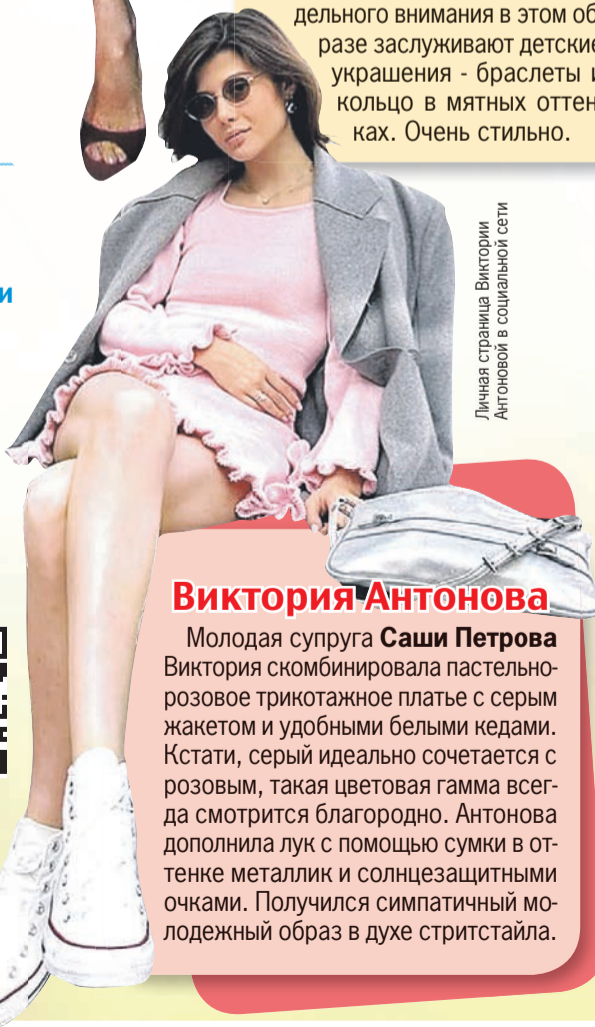 дельного внимания в этом об
разе заслуживают детские
украшения - браслеты и
кольцо в мятных оттен
ках. Очень стильно.
Личная страница Виктории
Антоновой в социальной сети
и
Виктория Антонова
Молодая супруга Саши Петрова
Виктория скомбинировала пастельно-
розовое трикотажное платье с серым
жакетом и удобными белыми кедами.
Кстати, серый идеально сочетается с
розовым, такая цветовая гамма всег-
да смотрится благородно. Антонова
дополнила лук с помощью сумки в от-
тенке металлик и солнцезащитными
очками. Получился симпатичный мо-
лодежный образ в духе стритстайла.